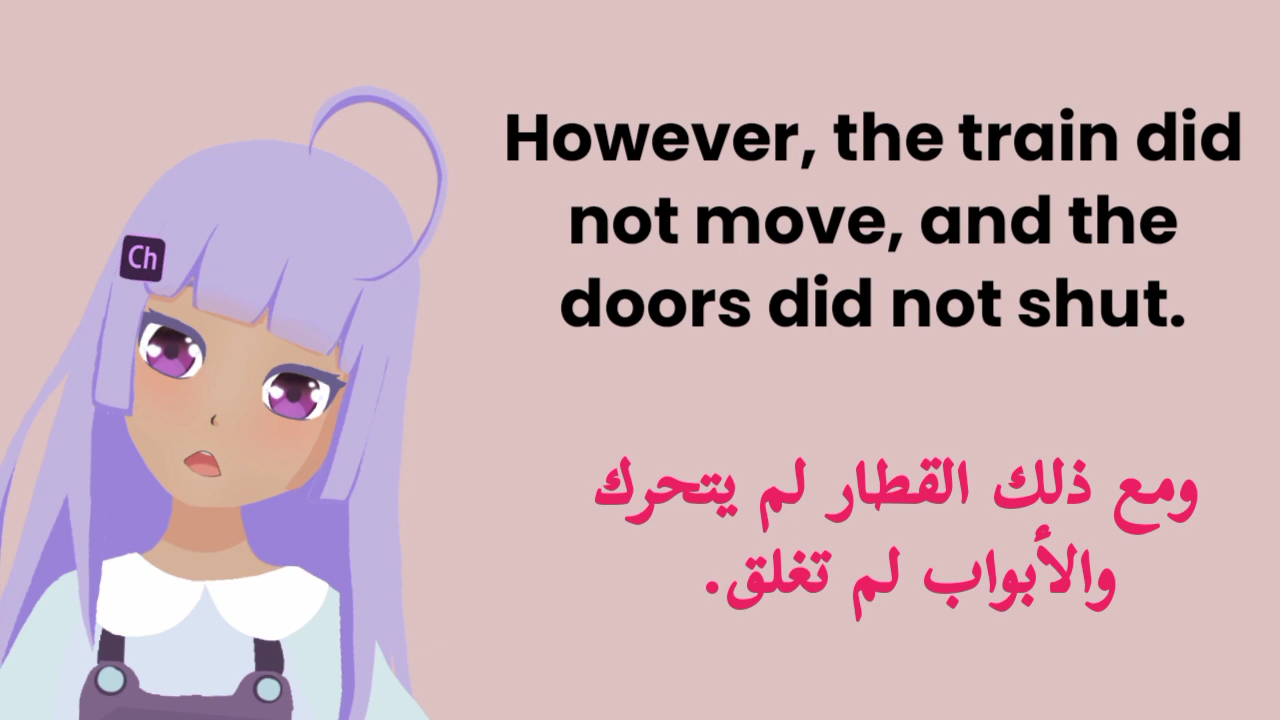 Ch
However, the train did
not move, and the
doors did not shut.
ومع ذلك القطار لم يتحرك
والأبواب لم تغلق.